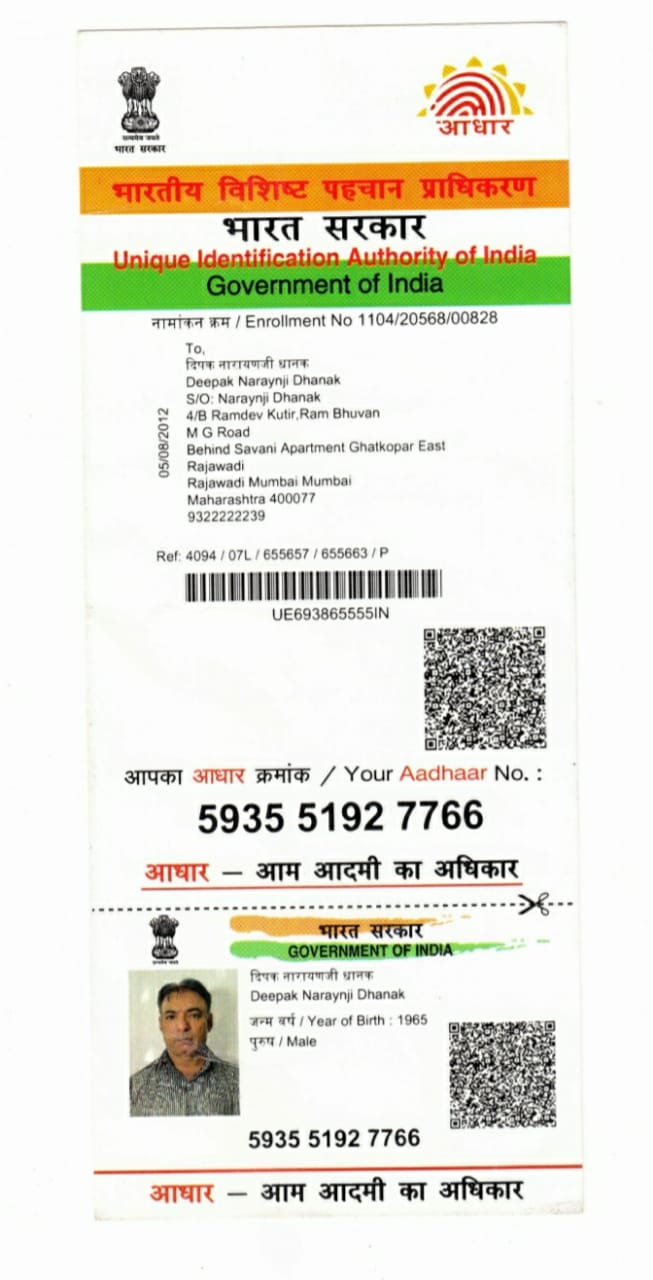 सत्यमेव जयते
भारत सरकार
आधार
भारतीय विशिष्ट पहचान प्राधिकरण
भारत सरकार
Unique Identification Authority of India
Government of India
नामांकन क्रम / Enrollment No 1104/20568/00828
To,
दिपक नारायणजी धानक
Deepak Naraynji Dhanak
S/O: Naraynji Dhanak
4/B Ramdev Kutir,Ram Bhuvan
M G Road
Behind Savani Apartment Ghatkopar East
Rajawadi
Rajawadi Mumbai Mumbai
Maharashtra 400077
9322222239
05/08/2012
Ref: 4094 / 07L / 655657 / 655663 / P
UE693865555IN
आपका आधार क्रमांक / Your Aadhaar No. :
5935 5192 7766
आधार – आम आदमी का अधिकार
भारत सरकार
GOVERNMENT OF INDIA
दिपक नारायणजी धानक
Deepak Naraynji Dhanak
जन्म वर्ष / Year of Birth : 1965
पुरुष / Male
5935 5192 7766
आधार – आम आदमी का अधिकार